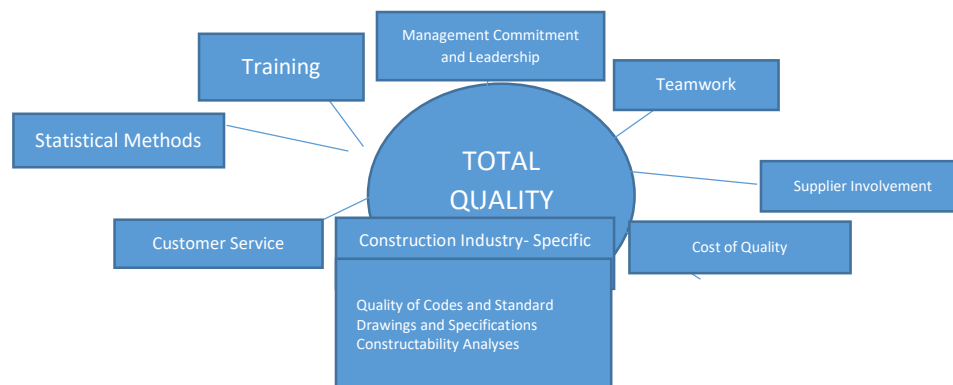 Management Commitment
and Leadership
Training
Teamwork
Statistical Methods
TOTAL
QUALITY
Supplier Involvement
Customer Service
Construction Industry- Specific
Cost of Quality
Quality of Codes and Standard
Drawings and Specifications
Constructability Analyses